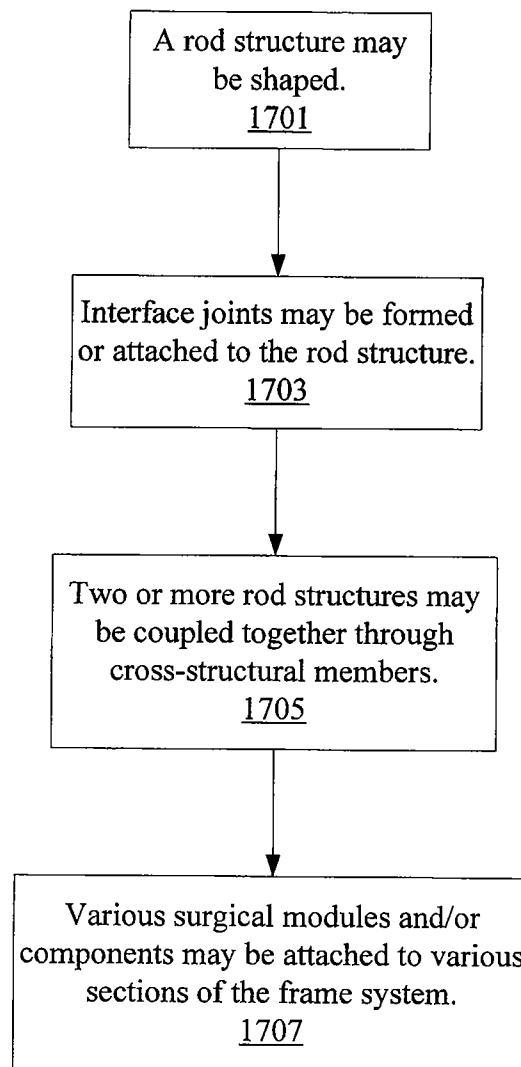 A rod structure may
be shaped.
1701
Interface joints may be formed
or attached to the rod structure.
1703
Two or more rod structures may
be coupled together through
cross-structural members.
1705
Various surgical modules and/or
components may be attached to various
sections of the frame system.
1707